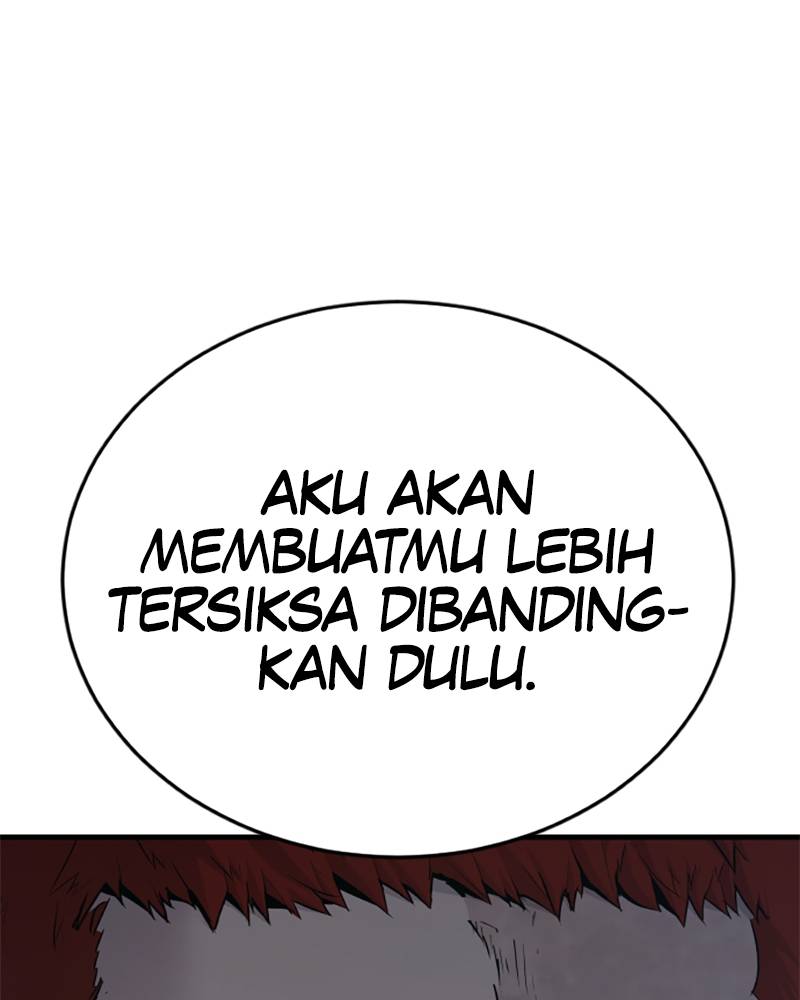 AKU AKAN
MEMBUATMU LEBIH
TERSIKSA DIBANDING-
KAN DULU.